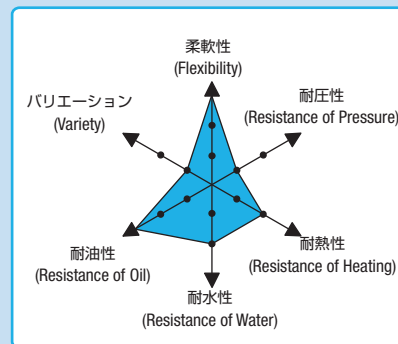 柔軟性
(Flexibility)
バリエーション
(Variety)
耐圧性
(Resistance of Pressure)
耐油性
(Resistance of Oil)
耐熱性
(Resistance of Heating)
耐水性
(Resistance of Water)